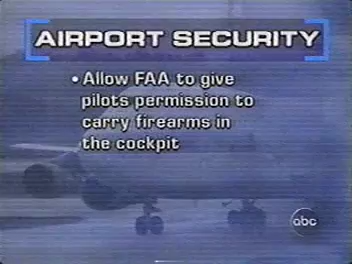 AIRPORT SECURITY
• Allow FAA to give
pilots permission to
carry firearms in
the cockpit
abc